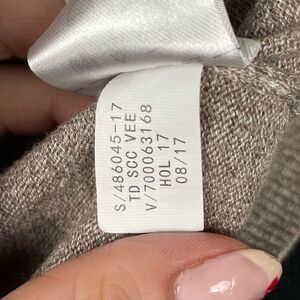 S/486045-17
TD SCC VEE
V/700063168
HOL 17
08/17